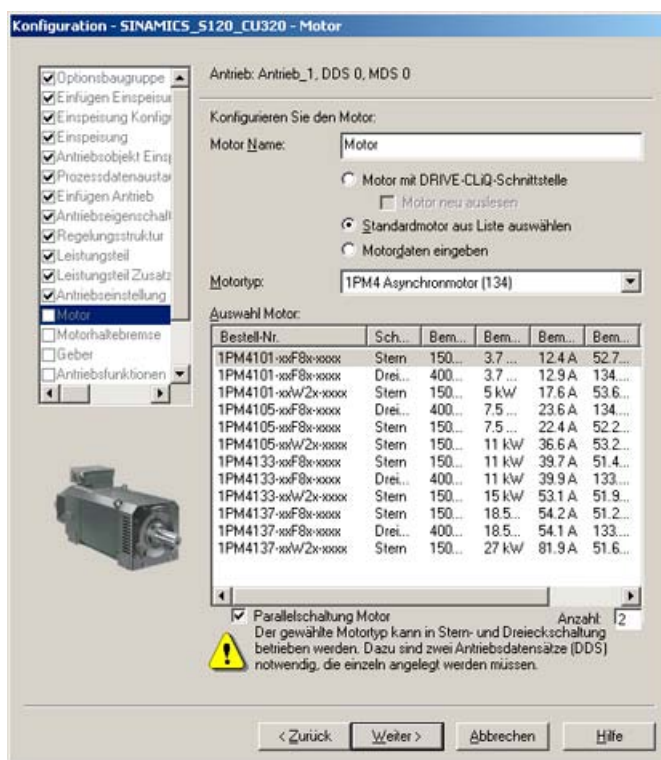 Konfiguration - SINAMICS_S120_CU320 - Motor
Optionsbaugruppe
Einfügen Einspeisu
Einspeisung Konfigu
Einspeisung
Antriebsobjekt Einsp
Prozessdatenaustau
Einfügen Antrieb
Antriebseigenschaft
Regelungsstruktur
Leistungsteil
Leistungsteil Zusatz
Antriebseinstellung
Motor
Motorhaltebremse
Geber
Antriebsfunktionen
Antrieb: Antrieb_1, DDS 0, MDS 0
Konfigurieren Sie den Motor:
Motor Name: Motor
Motor mit DRIVE-CLiQ-Schnittstelle
Motor neu auslesen
Standardmotor aus Liste auswählen
Motordaten eingeben
Motortyp: 1PM4 Asynchronmotor (134)
Auswahl Motor:
Bestell-Nr. Sch... Bem... Bem... Bem... Bem...
1PM4101-xxF8x-xxxx Stern 150... 3.7 ... 12.4 A 52.7...
1PM4101-xxF8x-xxxx Drei... 400... 3.7 ... 12.9 A 134....
1PM4101-xxW2x-xxxx Stern 150... 5 kW 17.6 A 53.6...
1PM4105-xxF8x-xxxx Drei... 400... 7.5 ... 23.6 A 134....
1PM4105-xxF8x-xxxx Stern 150... 7.5 ... 22.4 A 52.2...
1PM4105-xxW2x-xxxx Stern 150... 11 kW 36.6 A 53.2...
1PM4133-xxF8x-xxxx Stern 150... 11 kW 39.7 A 51.4...
1PM4133-xxF8x-xxxx Drei... 400... 11 kW 39.9 A 133....
1PM4133-xxW2x-xxxx Stern 150... 15 kW 53.1 A 51.9...
1PM4137-xxF8x-xxxx Stern 150... 18.5... 54.2 A 51.2...
1PM4137-xxF8x-xxxx Drei... 400... 18.5... 54.1 A 133....
1PM4137-xxW2x-xxxx Stern 150... 27 kW 81.9 A 51.6...
Parallelschaltung Motor Anzahl: 2
Der gewählte Motortyp kann in Stern- und Dreieckschaltung
betrieben werden. Dazu sind zwei Antriebsdatensätze (DDS)
notwendig, die einzeln angelegt werden müssen.
< Zurück Weiter > Abbrechen Hilfe